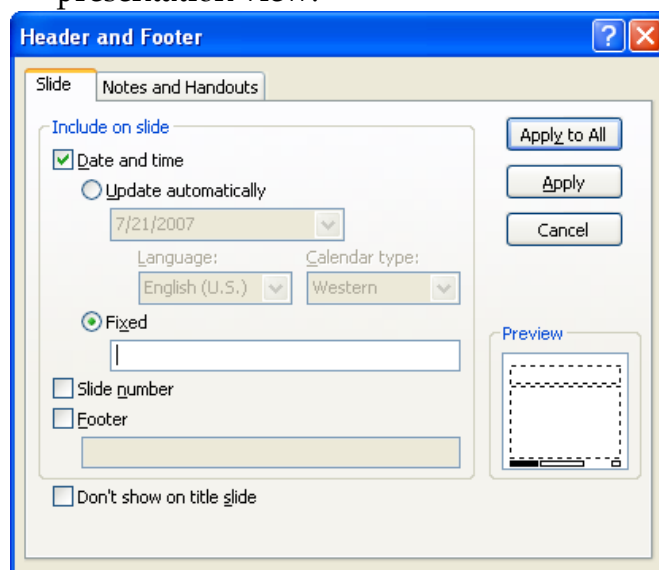 presentation view.
Header and Footer
Slide
Notes and Handouts
Include on slide
Date and time
Update automatically
7/21/2007
Language:
Calendar type:
English (U.S.)
Western
Fixed
Slide number
Footer
Don't show on title slide
Apply to All
Apply
Cancel
Preview